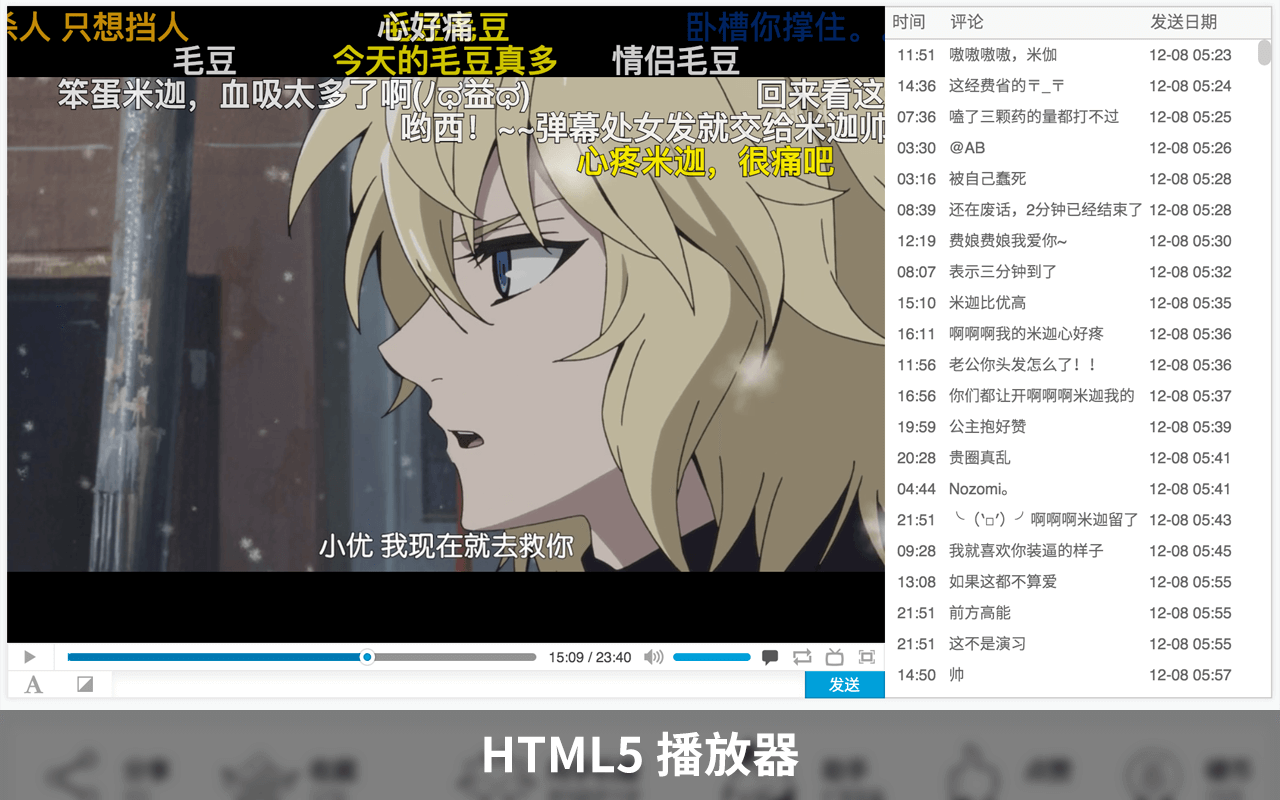 杀人 只想挡人
心好痛
毛豆
卧槽你撑住。
毛豆
今天的毛豆真多
情侣毛豆
笨蛋米迦，血吸太多了啊(ﾉಥ益ಥ)
回来看这
哟西！~~弹幕处女发就交给米迦帅
心疼米迦，很痛吧
小优 我现在就去救你
15:09 / 23:40
A
发送
时间 评论 发送日期
11:51 嗷嗷嗷嗷，米伽 12-08 05:23
14:36 这经费省的〒_〒 12-08 05:24
07:36 嗑了三颗药的量都打不过 12-08 05:25
03:30 @AB 12-08 05:26
03:16 被自己蠢死 12-08 05:28
08:39 还在废话，2分钟已经结束了 12-08 05:28
12:19 费娘费娘我爱你~ 12-08 05:30
08:07 表示三分钟到了 12-08 05:32
15:10 米迦比优高 12-08 05:35
16:11 啊啊啊我的米迦心好疼 12-08 05:36
11:56 老公你头发怎么了！！ 12-08 05:36
16:56 你们都让开啊啊啊米迦我的 12-08 05:37
19:59 公主抱好赞 12-08 05:39
20:28 贵圈真乱 12-08 05:41
04:44 Nozomi。 12-08 05:41
21:51 ╰（‵□′）╯啊啊啊米迦留了 12-08 05:43
09:28 我就喜欢你装逼的样子 12-08 05:45
13:08 如果这都不算爱 12-08 05:55
21:51 前方高能 12-08 05:55
21:51 这不是演习 12-08 05:55
14:50 帅 12-08 05:57
HTML5 播放器